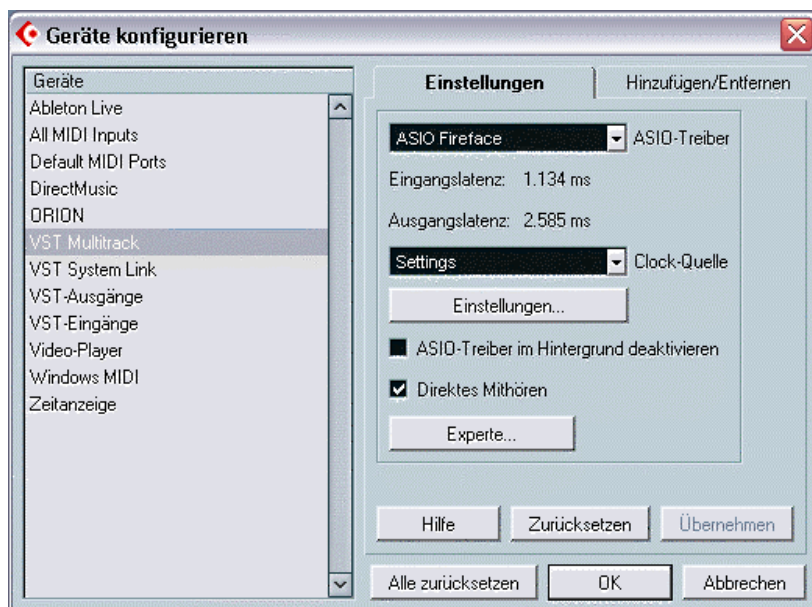 Geräte konfigurieren
Geräte
Ableton Live
All MIDI Inputs
Default MIDI Ports
DirectMusic
ORION
VST Multitrack
VST System Link
VST-Ausgänge
VST-Eingänge
Video-Player
Windows MIDI
Zeitanzeige
Einstellungen
Hinzufügen/Entfernen
ASIO Fireface ASIO-Treiber
Eingangslatenz: 1.134 ms
Ausgangslatenz: 2.585 ms
Settings Clock-Quelle
Einstellungen...
ASIO-Treiber im Hintergrund deaktivieren
Direktes Mithören
Experte...
Hilfe Zurücksetzen Übernehmen
Alle zurücksetzen OK Abbrechen